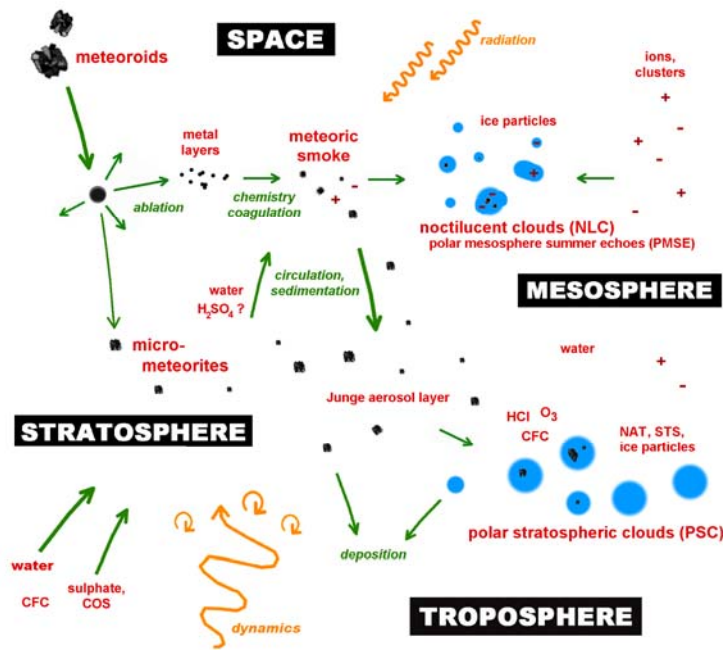 SPACE
meteoroids
radiation
ions,
clusters
metal
layers
meteoric
smoke
ice particles
ablation
chemistry
coagulation
noctilucent clouds (NLC)
polar mesosphere summer echoes (PMSE)
water
H₂SO₄ ?
circulation,
sedimentation
MESOSPHERE
micro-
meteorites
water
Junge aerosol layer
HCl O₃
CFC
NAT, STS,
ice particles
STRATOSPHERE
polar stratospheric clouds (PSC)
deposition
water
CFC
sulphate,
COS
dynamics
TROPOSPHERE